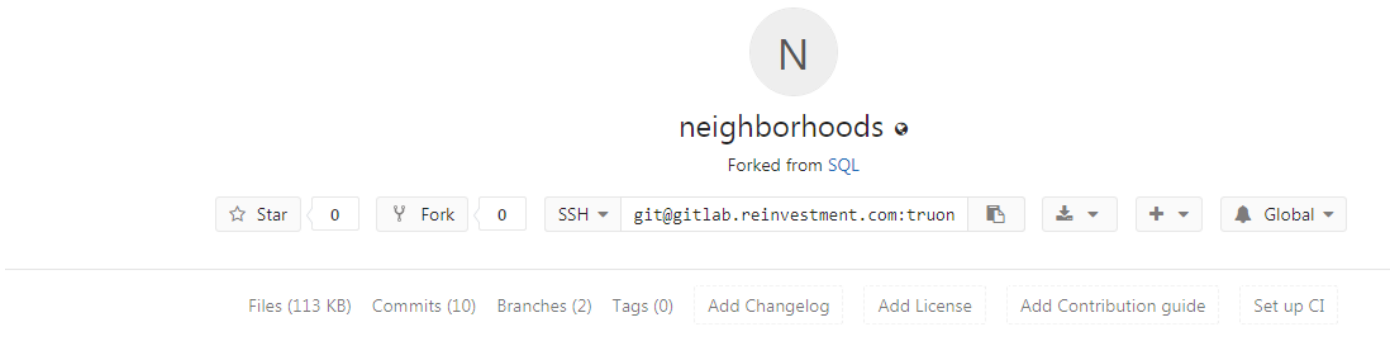 N
neighborhoods
Forked from SQL
Star 0 Fork 0 SSH git@gitlab.reinvestment.com:truon Global
Files (113 KB) Commits (10) Branches (2) Tags (0) Add Changelog Add License Add Contribution guide Set up CI